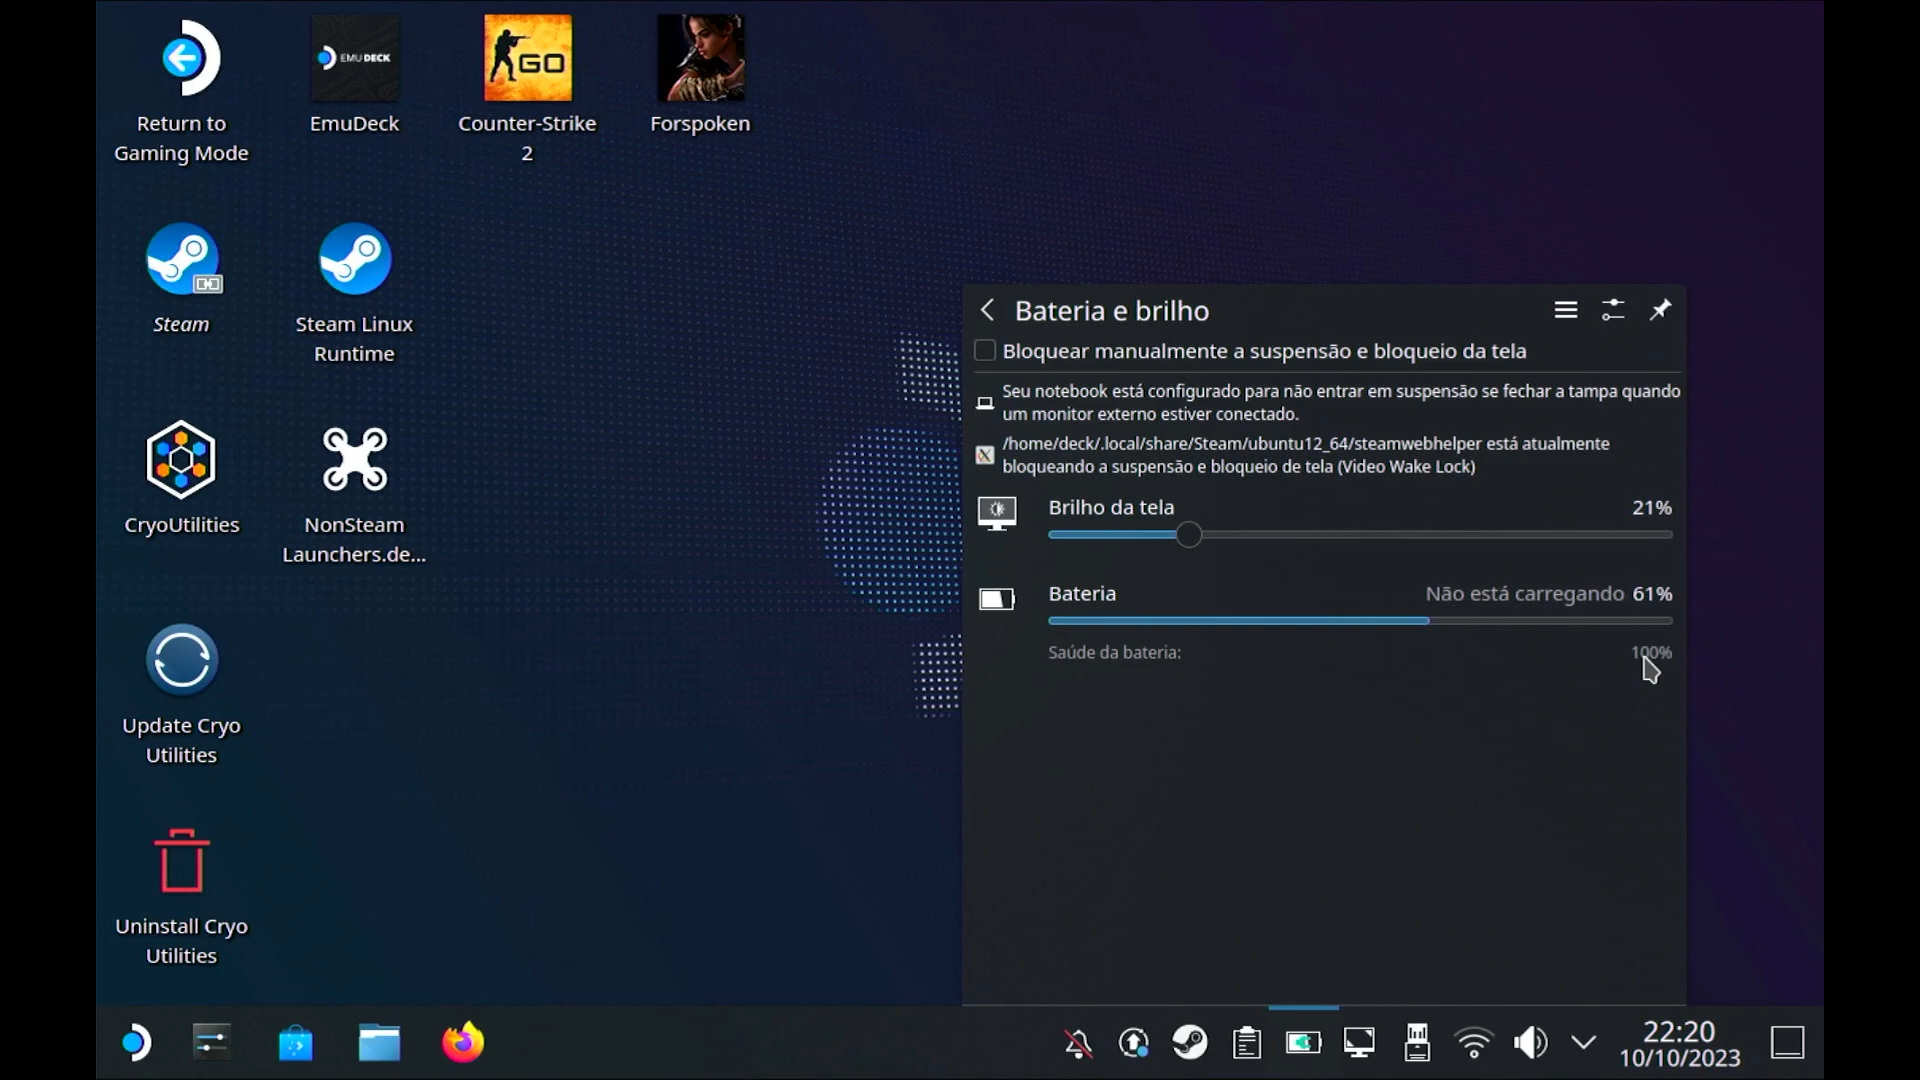 Return to
Gaming Mode
EMUDECK
EmuDeck
GO
Counter-Strike
2
Forspoken
Steam
Steam Linux
Runtime
CryoUtilities
NonSteam
Launchers.de...
Update Cryo
Utilities
Uninstall Cryo
Utilities
Bateria e brilho
Bloquear manualmente a suspensão e bloqueio da tela
Seu notebook está configurado para não entrar em suspensão se fechar a tampa quando
um monitor externo estiver conectado.
/home/deck/.local/share/Steam/ubuntu12_64/steamwebhelper está atualmente
bloqueando a suspensão e bloqueio de tela (Video Wake Lock)
Brilho da tela 21%
Bateria Não está carregando 61%
Saúde da bateria: 100%
22:20
10/10/2023